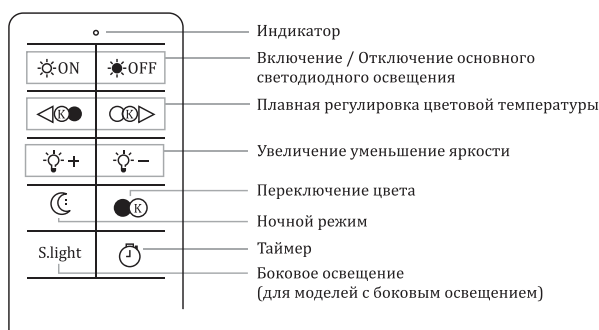 Индикатор
ON OFF
Включение / Отключение основного
светодиодного освещения
K K
Плавная регулировка цветовой температуры
+ −
Увеличение уменьшение яркости
K
Переключение цвета
Ночной режим
S.light
Таймер
Боковое освещение
(для моделей с боковым освещением)